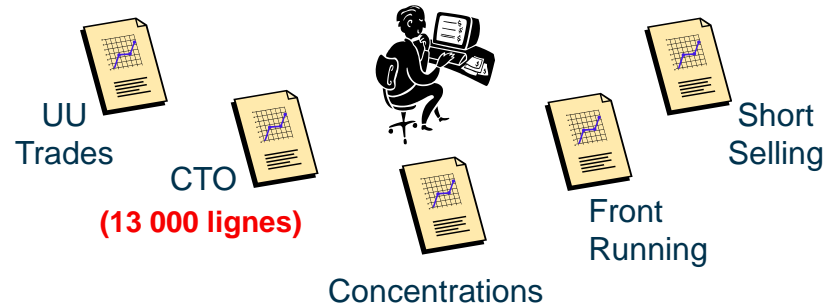 UU
Trades
CTO
(13 000 lignes)
Concentrations
Front
Running
Short
Selling